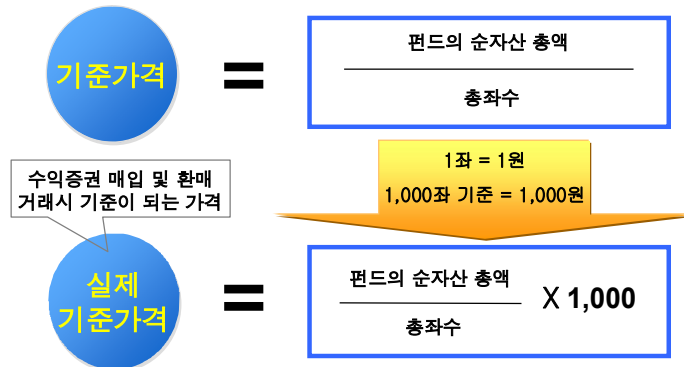 기준가격
=
펀드의 순자산 총액
총좌수
1좌 = 1원
1,000좌 기준 = 1,000원
수익증권 매입 및 환매
거래시 기준이 되는 가격
실제
기준가격
=
펀드의 순자산 총액
총좌수
X 1,000